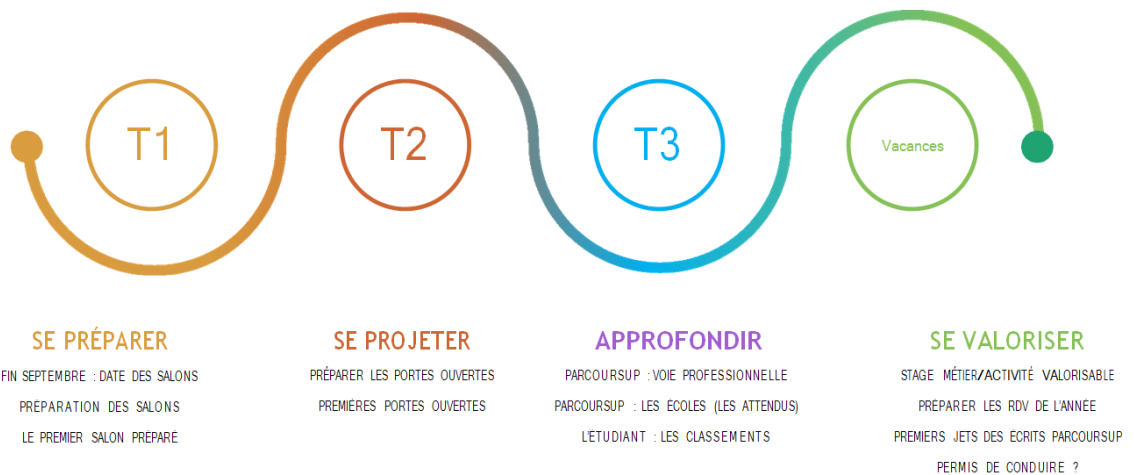 T1
T2
T3
Vacances
SE PRÉPARER
FIN SEPTEMBRE : DATE DES SALONS
PRÉPARATION DES SALONS
LE PREMIER SALON PRÉPARÉ
SE PROJETER
PRÉPARER LES PORTES OUVERTES
PREMIÈRES PORTES OUVERTES
APPROFONDIR
PARCOURSUP : VOIE PROFESSIONNELLE
PARCOURSUP : LES ÉCOLES (LES ATTENDUS)
L'ÉTUDIANT : LES CLASSEMENTS
SE VALORISER
STAGE MÉTIER/ACTIVITÉ VALORISABLE
PRÉPARER LES RDV DE L'ANNÉE
PREMIERS JETS DES ÉCRITS PARCOURSUP
PERMIS DE CONDUIRE ?